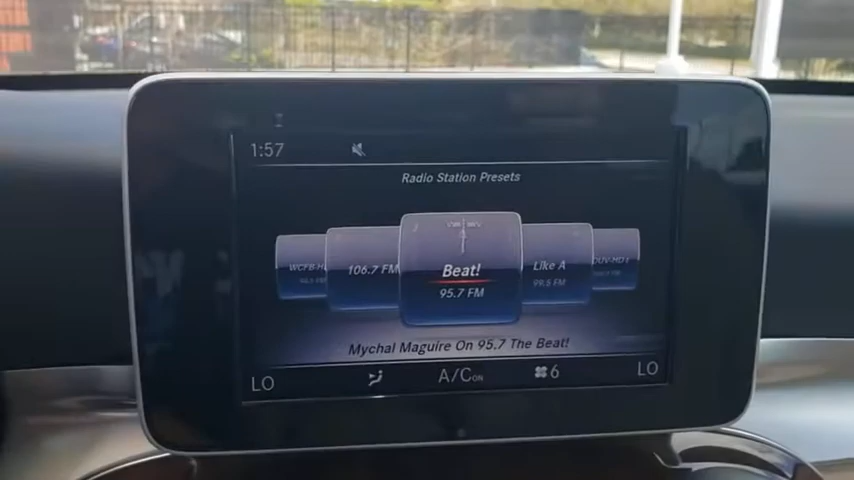 1:57
Radio Station Presets
106.7 FM
Beat!
95.7 FM
Like A
99.5 FM
Mychal Maguire On 95.7 The Beat!
LO
A/C ON
6
LO